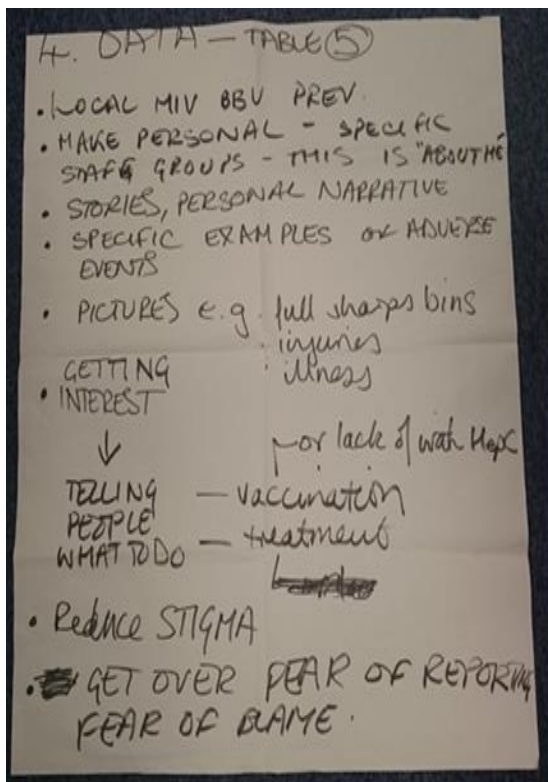 4. DATA — TABLE 5
• LOCAL HIV BBV PREV.
• MAKE PERSONAL - SPECIFIC
STAFF GROUPS - THIS IS "ABOUT ME
• STORIES, PERSONAL NARRATIVE
• SPECIFIC EXAMPLES OF ADVERSE
EVENTS
• PICTURES e.g. full sharps bins
• injuries
• illness
GETTING
• INTEREST
↓
or lack of with HepC
TELLING — vaccination
PEOPLE
WHAT TO DO — treatment
• Reduce STIGMA
• GET OVER FEAR OF REPORTING
FEAR OF BLAME.